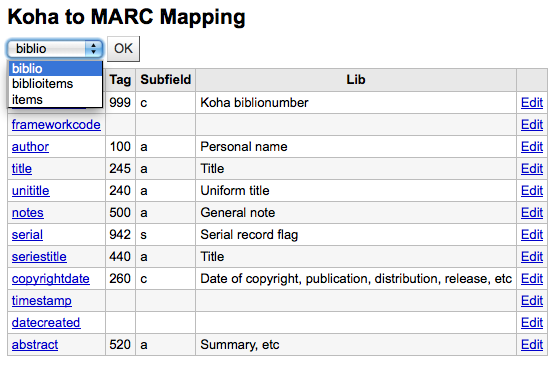 Koha to MARC Mapping
biblio OK
biblio
biblioitems
items
Tag Subfield Lib
999 c Koha biblionumber Edit
frameworkcode Edit
author 100 a Personal name Edit
title 245 a Title Edit
unititle 240 a Uniform title Edit
notes 500 a General note Edit
serial 942 s Serial record flag Edit
seriestitle 440 a Title Edit
copyrightdate 260 c Date of copyright, publication, distribution, release, etc Edit
timestamp Edit
datecreated Edit
abstract 520 a Summary, etc Edit